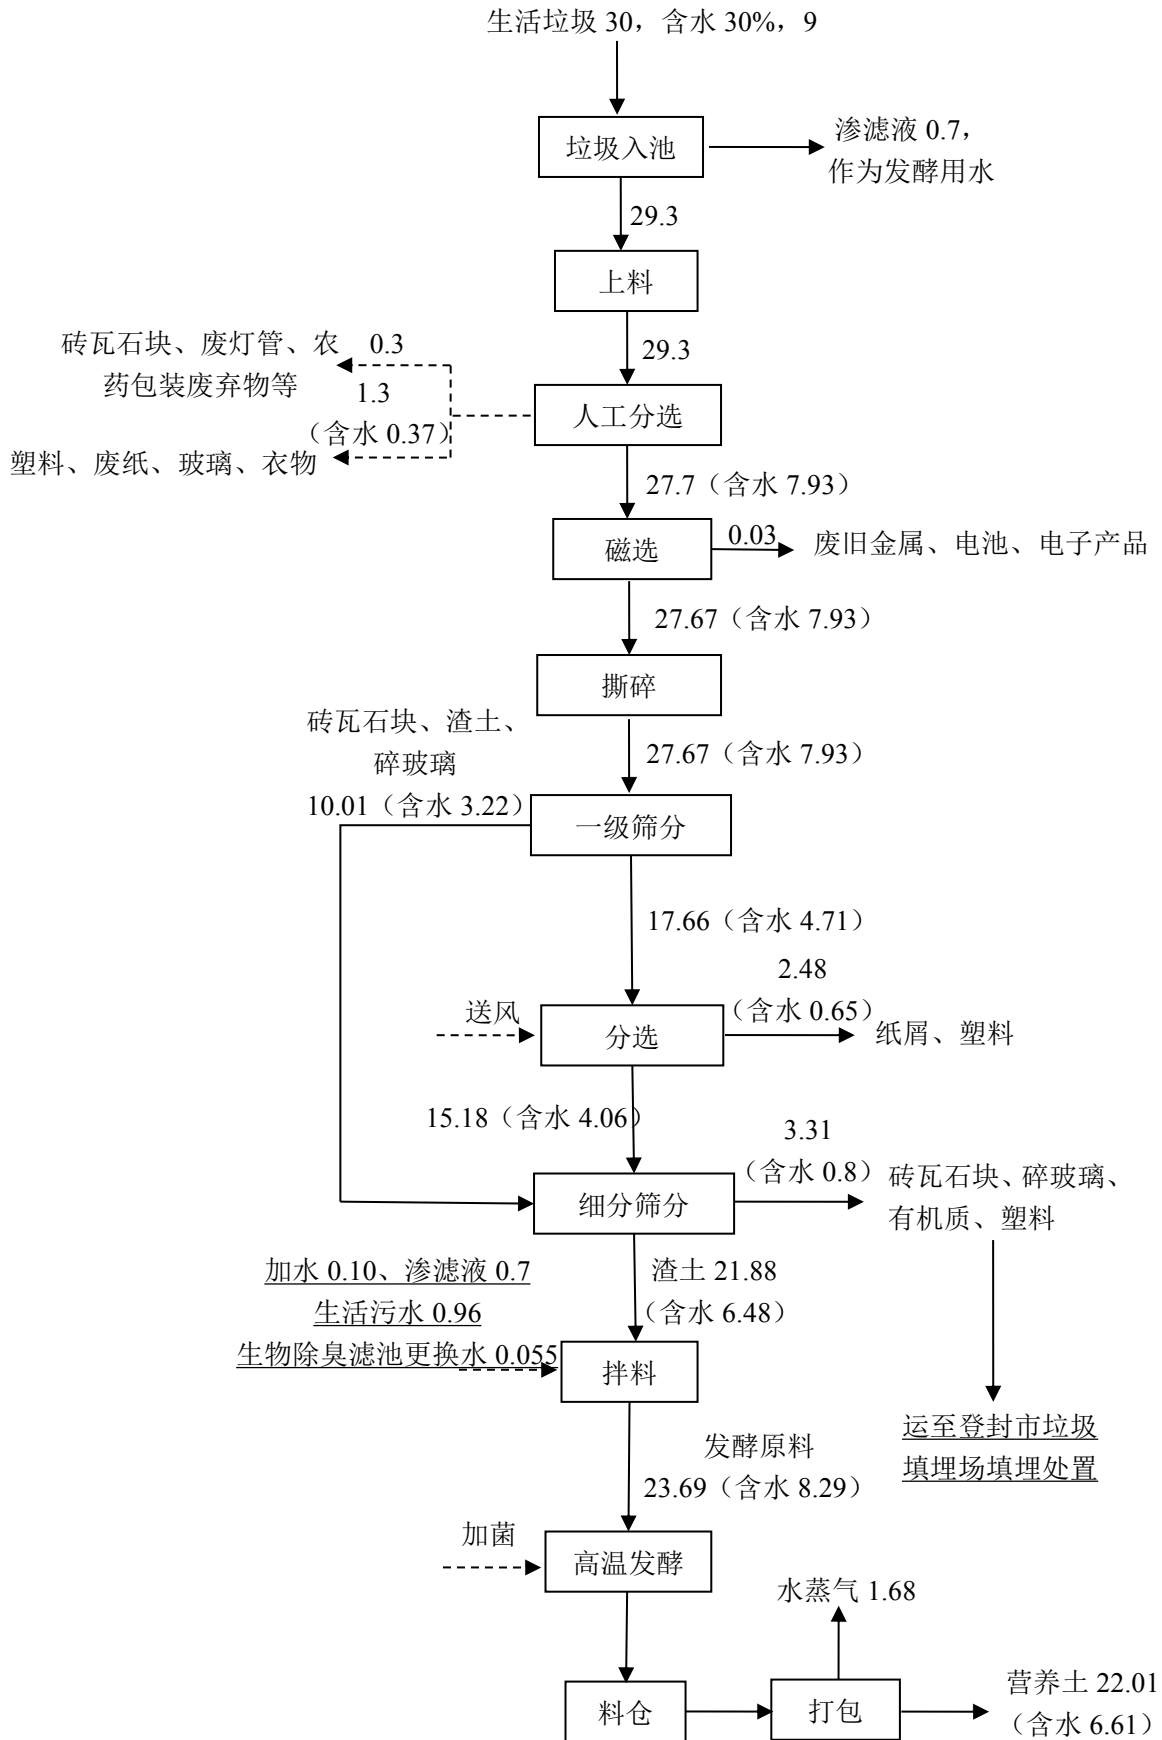 生活垃圾 30，含水 30%，9
垃圾入池
渗滤液 0.7，
作为发酵用水
29.3
上料
29.3
砖瓦石块、废灯管、农
药包装废弃物等
0.3
1.3
（含水 0.37）
塑料、废纸、玻璃、衣物
人工分选
27.7（含水 7.93）
磁选
0.03
废旧金属、电池、电子产品
27.67（含水 7.93）
撕碎
27.67（含水 7.93）
砖瓦石块、渣土、
碎玻璃
10.01（含水 3.22）
一级筛分
17.66（含水 4.71）
2.48
（含水 0.65）
送风
分选
纸屑、塑料
15.18（含水 4.06）
3.31
（含水 0.8）
细分筛分
砖瓦石块、碎玻璃、
有机质、塑料
加水 0.10、渗滤液 0.7
生活污水 0.96
生物除臭滤池更换水 0.055
渣土 21.88
（含水 6.48）
拌料
运至登封市垃圾
填埋场填埋处置
发酵原料
23.69（含水 8.29）
加菌
高温发酵
水蒸气 1.68
料仓
打包
营养土 22.01
（含水 6.61）